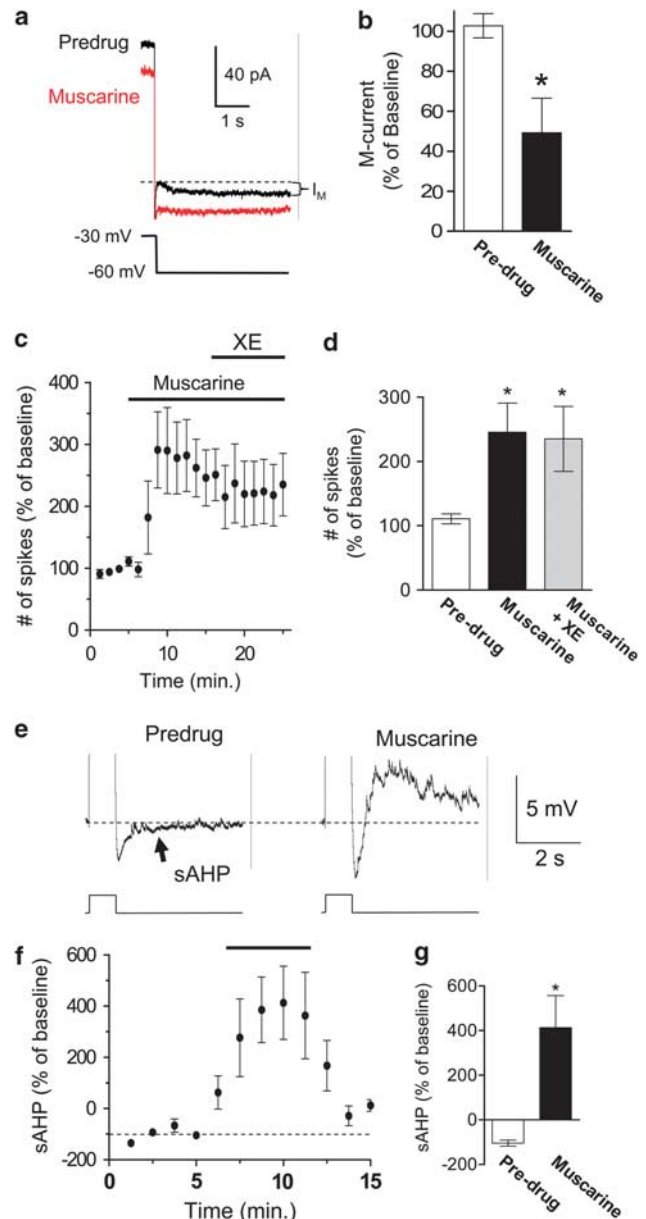 a
Predrug
Muscarine
40 pA
1 s
I_M
-30 mV
-60 mV
b
M-current
(% of Baseline)
100
80
60
40
20
0
*
Pre-drug
Muscarine
c
XE
Muscarine
# of spikes (% of baseline)
400
300
200
100
0
0
10
20
Time (min.)
d
# of spikes
(% of baseline)
300
200
100
0
*
*
Pre-drug
Muscarine
Muscarine
+ XE
e
Predrug
Muscarine
sAHP
5 mV
2 s
f
sAHP (% of baseline)
600
400
200
0
-200
0
5
10
15
Time (min.)
g
sAHP (% of baseline)
600
400
200
0
-200
*
Pre-drug
Muscarine